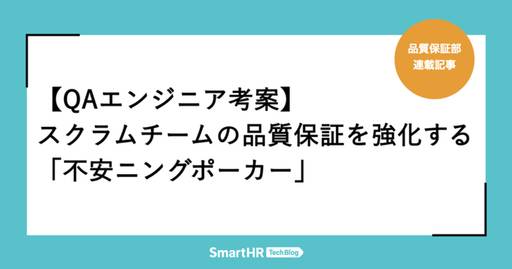 品質保証部
連載記事
【QAエンジニア考案】
スクラムチームの品質保証を強化する
「不安ニングポーカー」
SmartHR Tech Blog